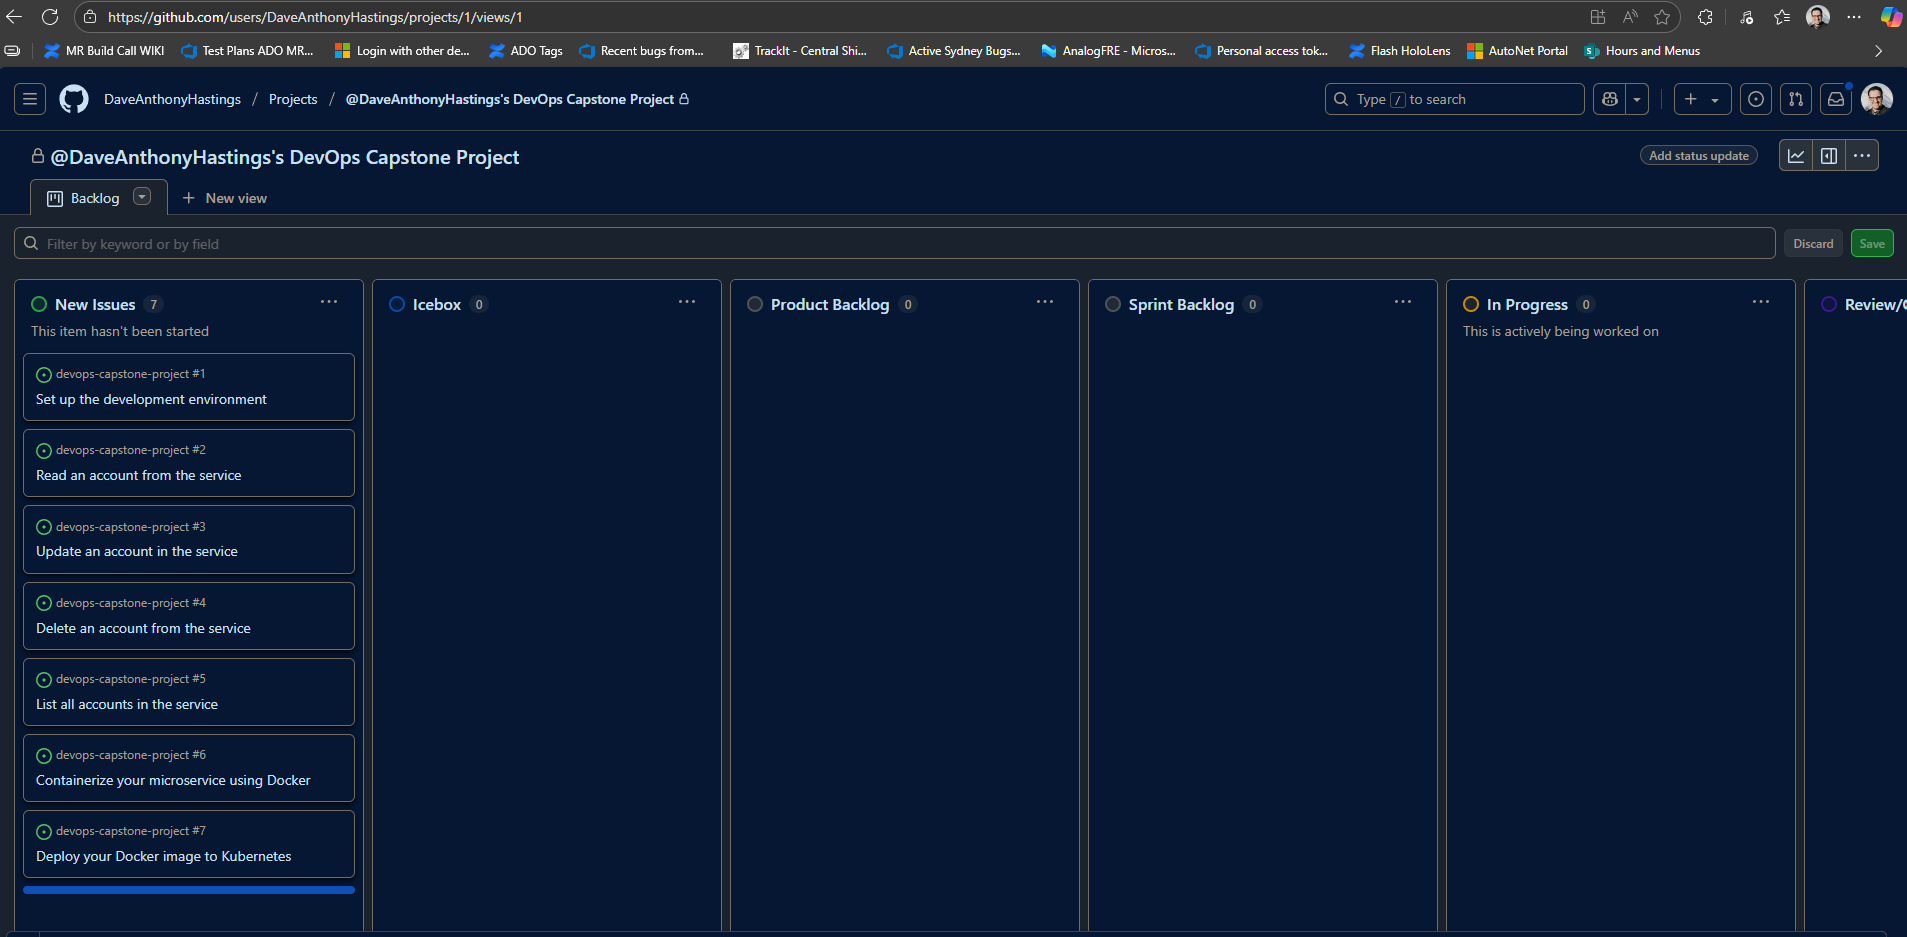 https://github.com/users/DaveAnthonyHastings/projects/1/views/1
MR Build Call WIKI
Test Plans ADO MR...
Login with other de...
ADO Tags
Recent bugs from...
TrackIt - Central Shi...
Active Sydney Bugs...
AnalogFRE - Micros...
Personal access tok...
Flash HoloLens
AutoNet Portal
Hours and Menus
DaveAnthonyHastings / Projects / @DaveAnthonyHastings's DevOps Capstone Project
Type / to search
@DaveAnthonyHastings's DevOps Capstone Project
Add status update
Backlog
New view
Filter by keyword or by field
Discard
Save
New Issues 7
This item hasn't been started
devops-capstone-project #1
Set up the development environment
devops-capstone-project #2
Read an account from the service
devops-capstone-project #3
Update an account in the service
devops-capstone-project #4
Delete an account from the service
devops-capstone-project #5
List all accounts in the service
devops-capstone-project #6
Containerize your microservice using Docker
devops-capstone-project #7
Deploy your Docker image to Kubernetes
Icebox 0
Product Backlog 0
Sprint Backlog 0
In Progress 0
This is actively being worked on
Review/